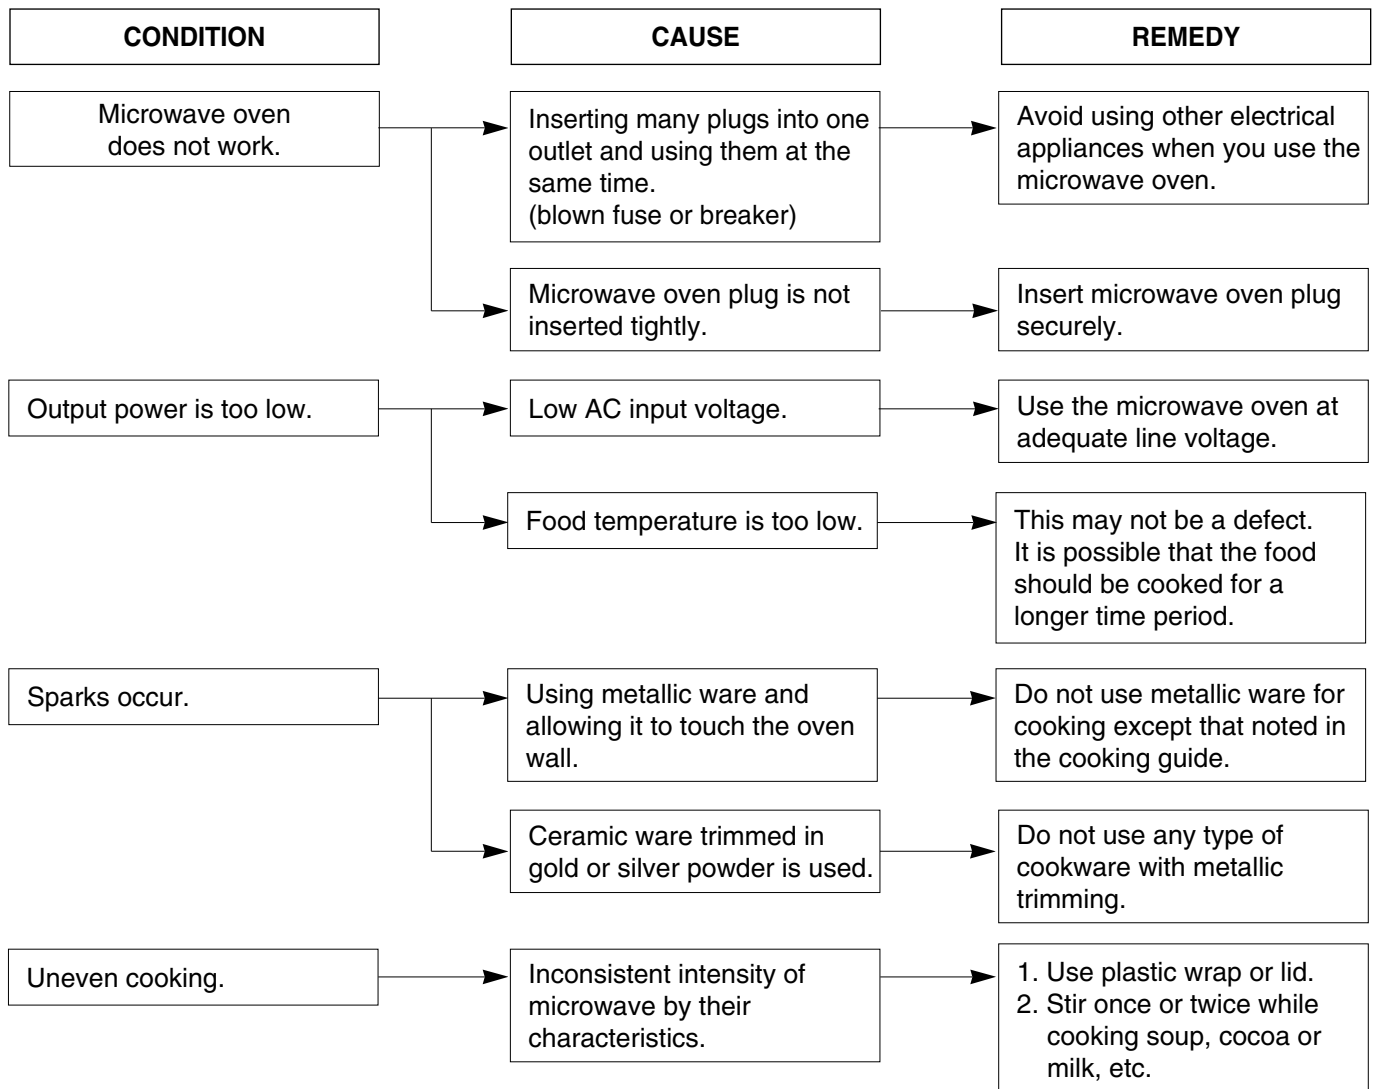 CONDITION
CAUSE
REMEDY
Microwave oven
does not work.
Inserting many plugs into one
outlet and using them at the
same time.
(blown fuse or breaker)
Avoid using other electrical
appliances when you use the
microwave oven.
Microwave oven plug is not
inserted tightly.
Insert microwave oven plug
securely.
Output power is too low.
Low AC input voltage.
Use the microwave oven at
adequate line voltage.
Food temperature is too low.
This may not be a defect.
It is possible that the food
should be cooked for a
longer time period.
Sparks occur.
Using metallic ware and
allowing it to touch the oven
wall.
Do not use metallic ware for
cooking except that noted in
the cooking guide.
Ceramic ware trimmed in
gold or silver powder is used.
Do not use any type of
cookware with metallic
trimming.
Uneven cooking.
Inconsistent intensity of
microwave by their
characteristics.
1. Use plastic wrap or lid.
2. Stir once or twice while
cooking soup, cocoa or
milk, etc.